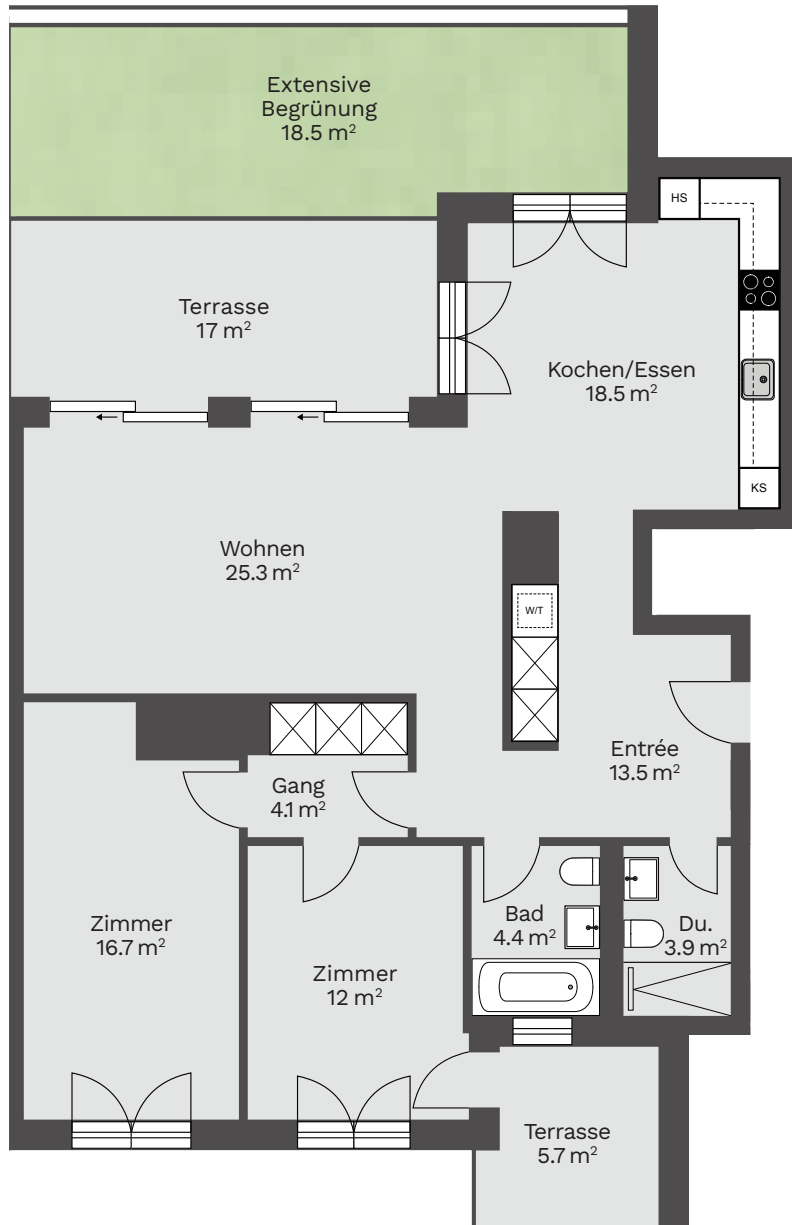 Extensive
Begrünung
18.5 m²
HS
Terrasse
17 m²
Kochen/Essen
18.5 m²
KS
Wohnen
25.3 m²
W/T
Entrée
13.5 m²
Gang
4.1 m²
Zimmer
16.7 m²
Zimmer
12 m²
Bad
4.4 m²
Du.
3.9 m²
Terrasse
5.7 m²